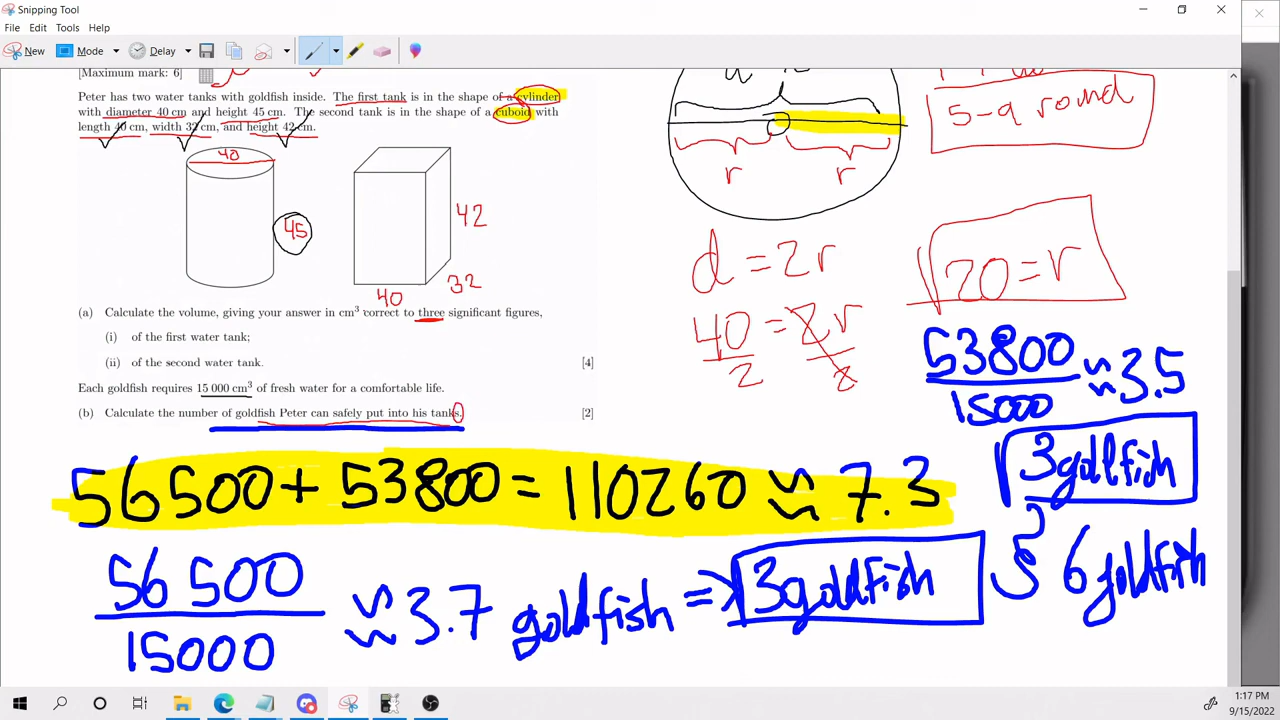 Snipping Tool
File Edit Tools Help
New Mode Delay
[Maximum mark: 6]
Peter has two water tanks with goldfish inside. The first tank is in the shape of a cylinder
with diameter 40 cm and height 45 cm. The second tank is in the shape of a cuboid with
length 40 cm, width 32 cm, and height 42 cm.
40
45
42
32
40
(a) Calculate the volume, giving your answer in cm³ correct to three significant figures,
(i) of the first water tank;
(ii) of the second water tank. [4]
Each goldfish requires 15 000 cm³ of fresh water for a comfortable life.
(b) Calculate the number of goldfish Peter can safely put into his tanks. [2]
r r
d = 2r
40 = 2r
2 2
5-9 round
20 = r
53800
15000
≈ 3.5
3 goldfish
56500 + 53800 = 110260 ≈ 7.3
56 500
15000
≈ 3.7 goldfish = 3 goldfish
6 goldfish
1:17 PM
9/15/2022